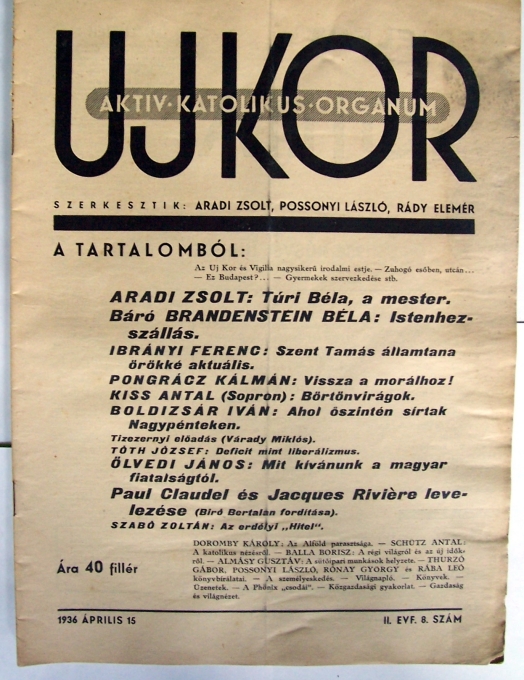 UJ KOR
AKTIV·KATOLIKUS·ORGANUM
SZERKESZTIK: ARADI ZSOLT, POSSONYI LÁSZLÓ, RÁDY ELEMÉR
A TARTALOMBÓL:
Az Uj Kor és Vigilia nagysikerű irodalmi estje. — Zuhogó esőben, utcán...
— Ez Budapest?... — Gyermekek szervezkedése stb.
ARADI ZSOLT: Túri Béla, a mester.
Báró BRANDENSTEIN BÉLA: Istenhez-
szállás.
IBRÁNYI FERENC: Szent Tamás államtana
örökké aktuális.
PONGRÁCZ KÁLMÁN: Vissza a morálhoz!
KISS ANTAL (Sopron): Börtönvirágok.
BOLDIZSÁR IVÁN: Ahol őszintén sírtak
Nagypénteken.
Tizezernyi előadás (Várady Miklós).
TÓTH JÓZSEF: Deficit mint liberálizmus.
ÖLVEDI JÁNOS: Mit kívánunk a magyar
fiatalságtól.
Paul Claudel és Jacques Rivière leve-
lezése (Biró Bertalan fordítása).
SZABÓ ZOLTÁN: Az erdélyi „Hitel".
DOROMBY KÁROLY: Az Alföld parasztsága. — SCHÜTZ ANTAL:
A katolikus nézésről. — BALLA BORISZ: A régi világról és az új idők-
ről. — ALMÁSY GUSZTÁV: A sütőipari munkások helyzete. — THURZÓ
GÁBOR, POSSONYI LÁSZLÓ, RÓNAY GYÖRGY és RÁBA LEÓ
könyvbírálatai. — A személyeskedés. — Világnapló. — Könyvek. —
Üzenetek. — A Phönix „csodái". — Közgazdasági gyakorlat. — Gazdaság
és világnézet.
Ára 40 fillér
1936 ÁPRILIS 15
II. ÉVF. 8. SZÁM